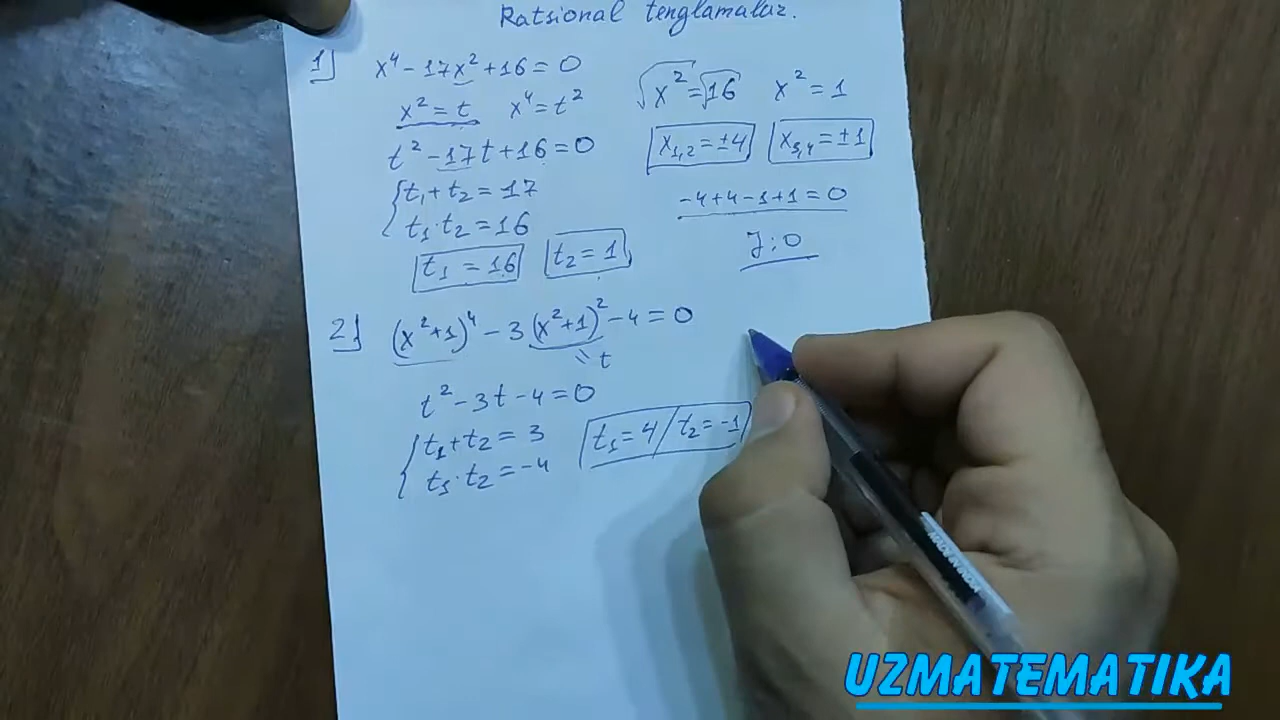 Ratsional tenglamalar.
1) x⁴ - 17x² + 16 = 0
x² = t x⁴ = t²
t² - 17t + 16 = 0
{t₁ + t₂ = 17
t₁ · t₂ = 16
t₁ = 16 t₂ = 1
√x² = √16 x² = 1
x₁,₂ = ±4 x₃,₄ = ±1
-4+4-1+1=0
J: 0
2) (x²+1)⁴ - 3(x²+1)² - 4 = 0
t
t² - 3t - 4 = 0
{t₁ + t₂ = 3
t₁ · t₂ = -4
t₁ = 4 / t₂ = -1
UZMATEMATIKA